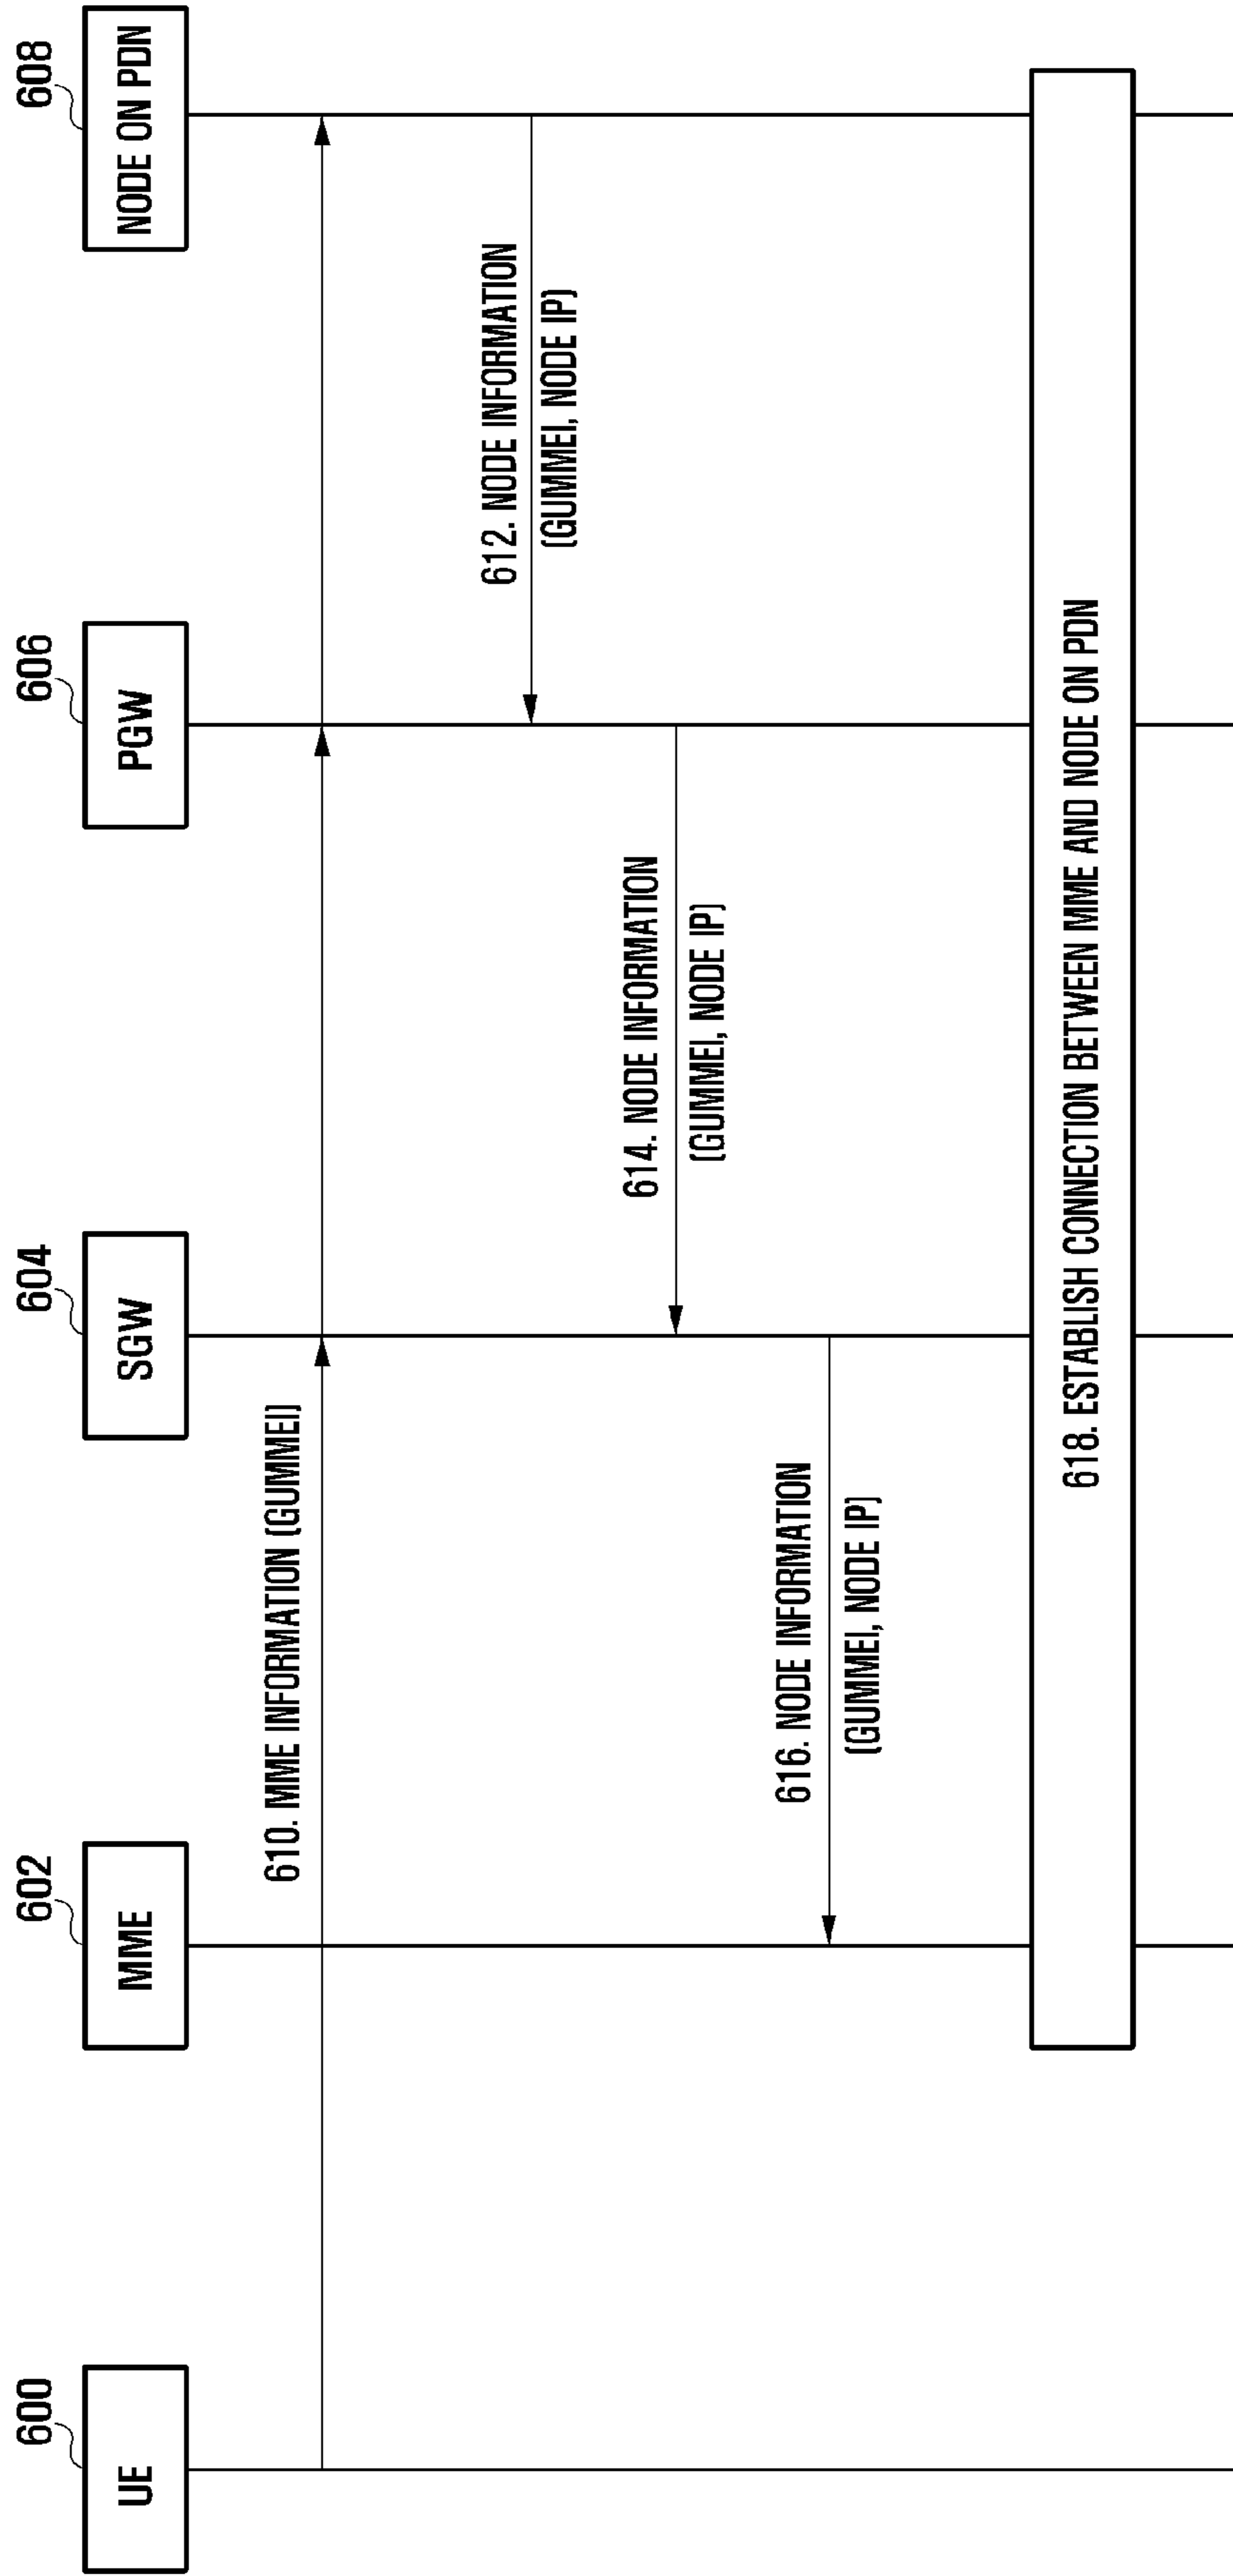 600
602
604
606
608
UE
MME
SGW
PGW
NODE ON PDN
610. MME INFORMATION (GUMMEI)
612. NODE INFORMATION
(GUMMEI, NODE IP)
614. NODE INFORMATION
(GUMMEI, NODE IP)
616. NODE INFORMATION
(GUMMEI, NODE IP)
618. ESTABLISH CONNECTION BETWEEN MME AND NODE ON PDN